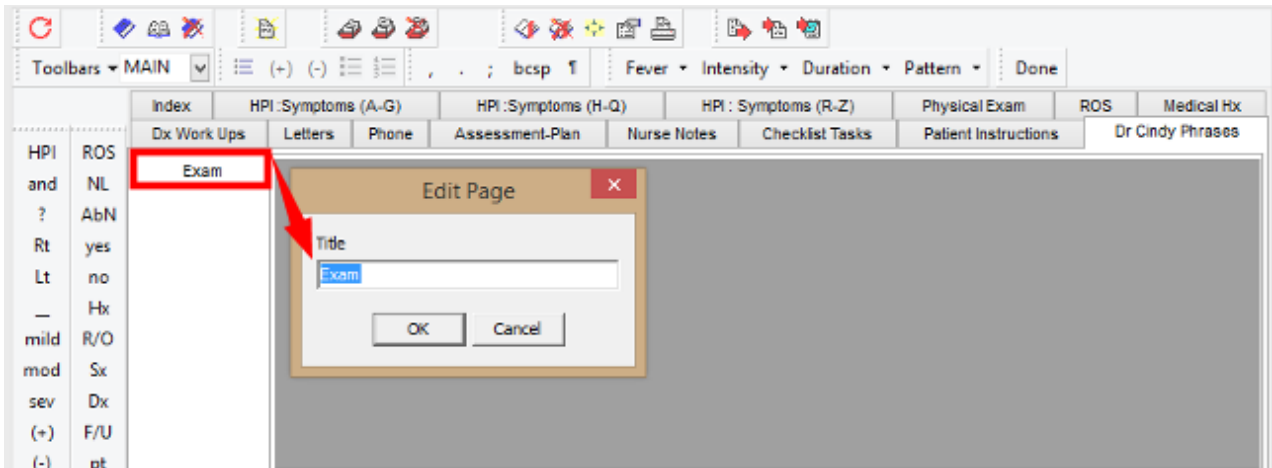 Toolbars MAIN (+) (-) , . ; bcsp ¶ Fever Intensity Duration Pattern Done
Index HPI :Symptoms (A-G) HPI :Symptoms (H-Q) HPI : Symptoms (R-Z) Physical Exam ROS Medical Hx
Dx Work Ups Letters Phone Assessment-Plan Nurse Notes Checklist Tasks Patient Instructions Dr Cindy Phrases
HPI ROS
and NL
? AbN
Rt yes
Lt no
_ Hx
mild R/O
mod Sx
sev Dx
(+) F/U
(-) pt
Exam
Edit Page
Title
Exam
OK Cancel